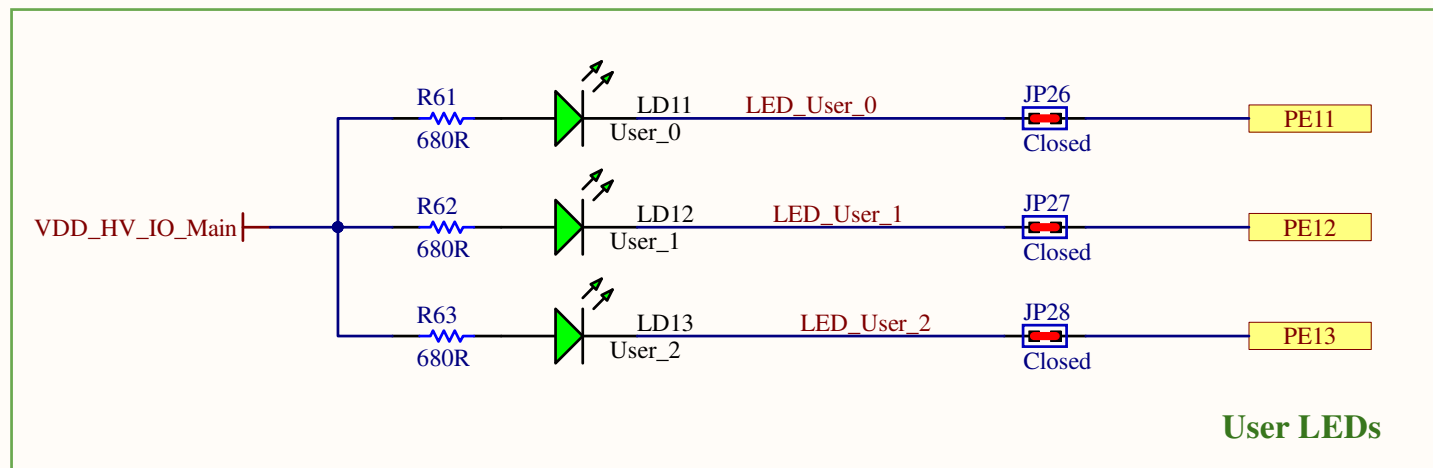 R61
680R
LD11
User_0
LED_User_0
JP26
Closed
PE11
VDD_HV_IO_Main
R62
680R
LD12
User_1
LED_User_1
JP27
Closed
PE12
R63
680R
LD13
User_2
LED_User_2
JP28
Closed
PE13
User LEDs